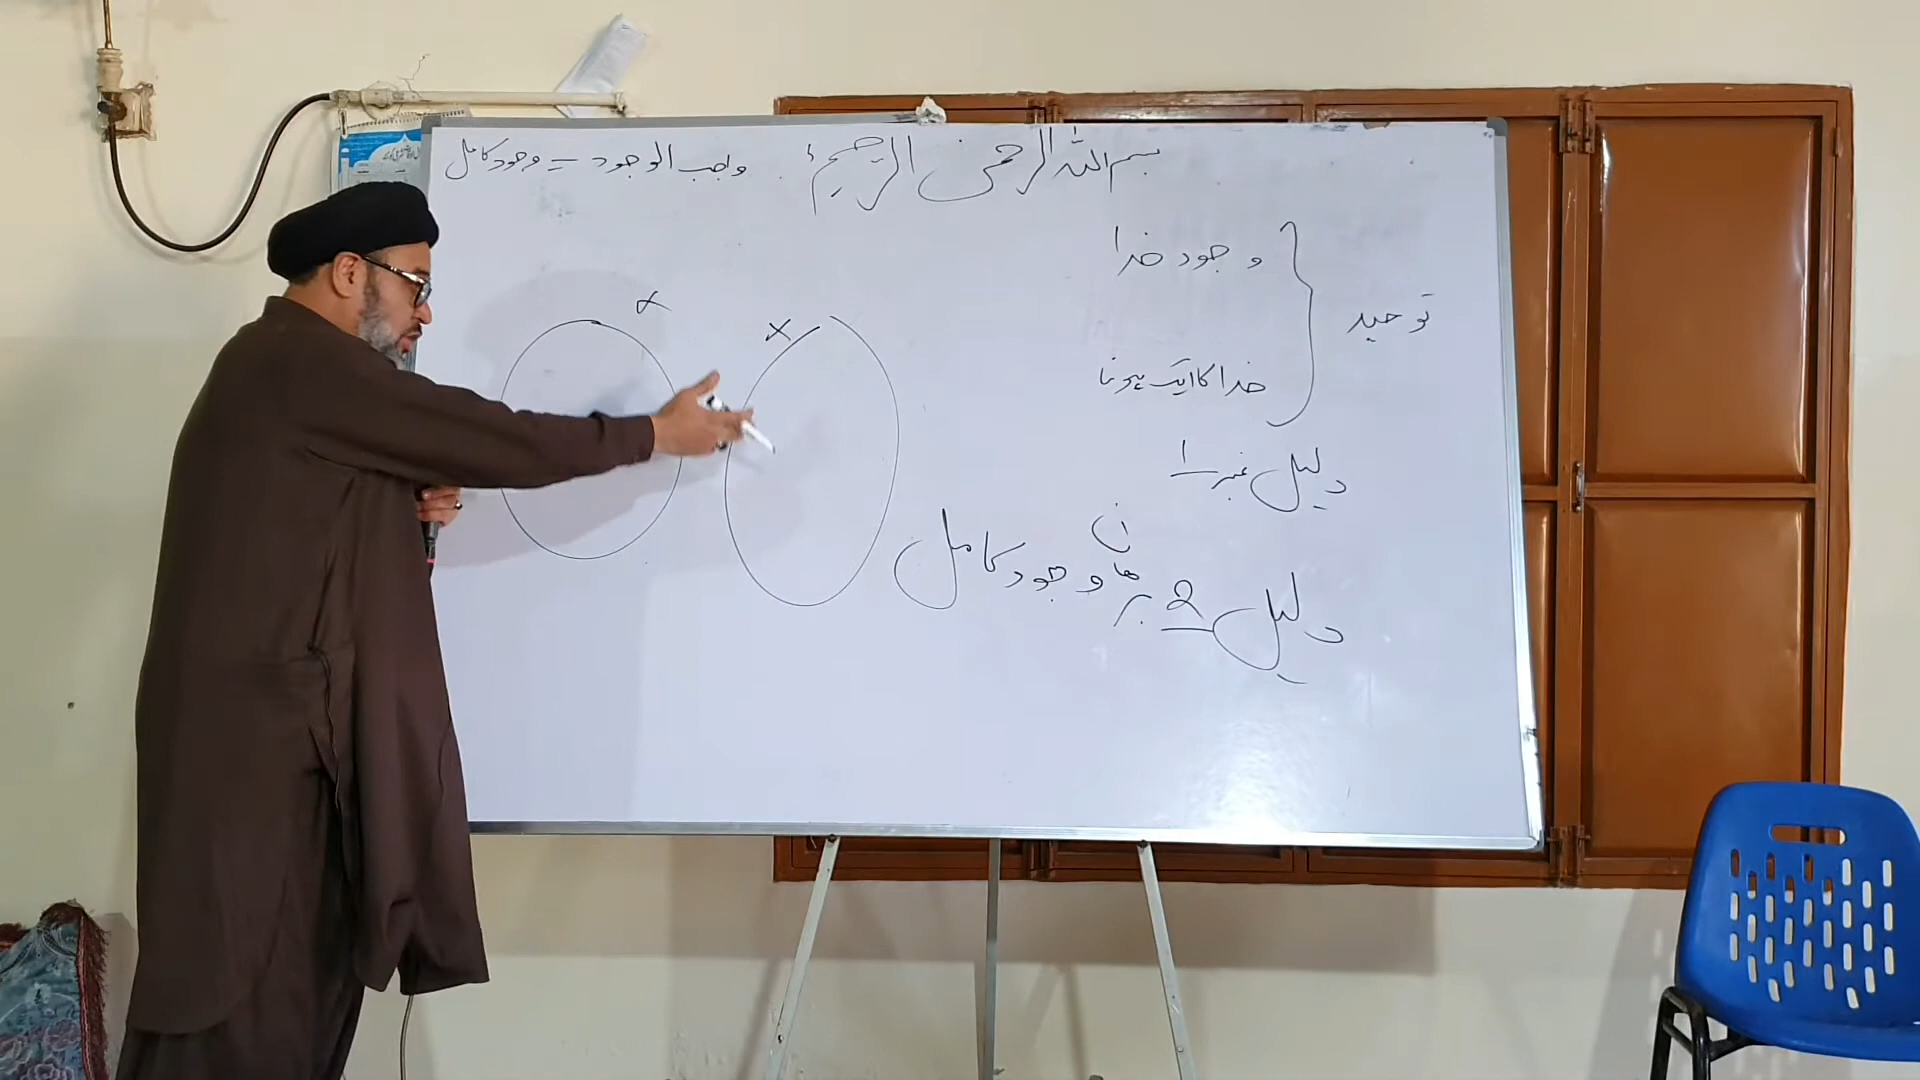 بسم اللہ الرحمن الرحیم
واجب الوجود = وجود کامل
توحید
وجود خدا
خدا کا ایک ہونا
دلیل نمبر ۱
دلیل 2 برهان وجود کامل